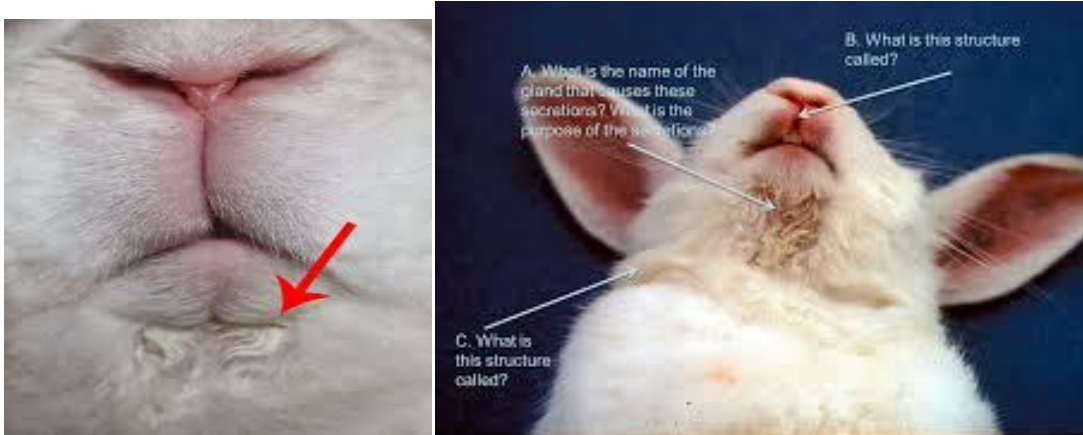 B. What is this structure
called?
A. What is the name of the
gland that causes these
secretions? What is the
purpose of the secretions?
C. What is
this structure
called?